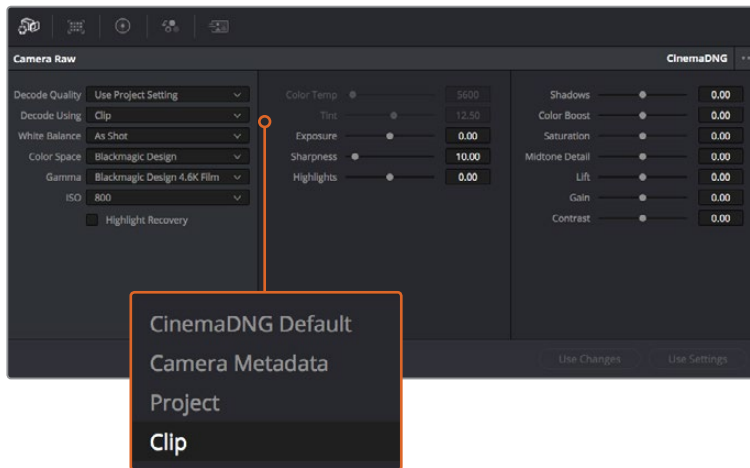 Camera Raw
CinemaDNG
Decode Quality Use Project Setting
Decode Using Clip
White Balance As Shot
Color Space Blackmagic Design
Gamma Blackmagic Design 4.6K Film
ISO 800
Highlight Recovery
Color Temp 5600
Tint 12.50
Exposure 0.00
Sharpness 10.00
Highlights 0.00
Shadows 0.00
Color Boost 0.00
Saturation 0.00
Midtone Detail 0.00
Lift 0.00
Gain 0.00
Contrast 0.00
Use Changes
Use Settings
CinemaDNG Default
Camera Metadata
Project
Clip